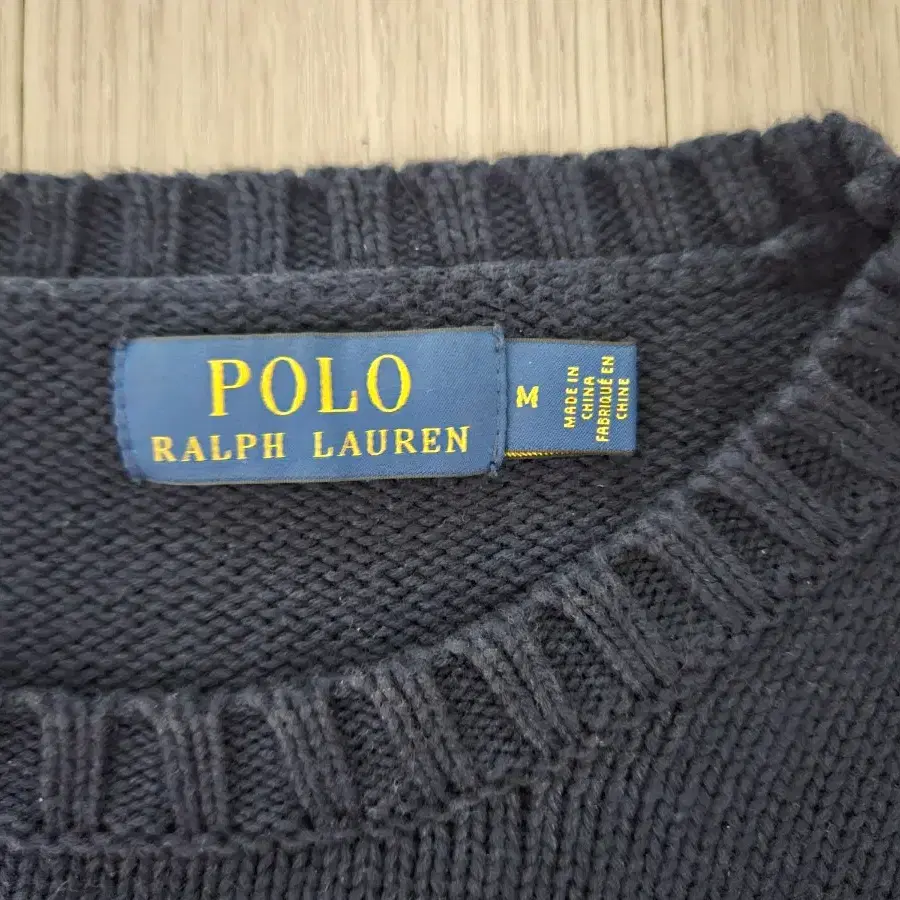 POLO
RALPH LAUREN
M
MADE IN
CHINA
FABRIQUÉ EN
CHINE